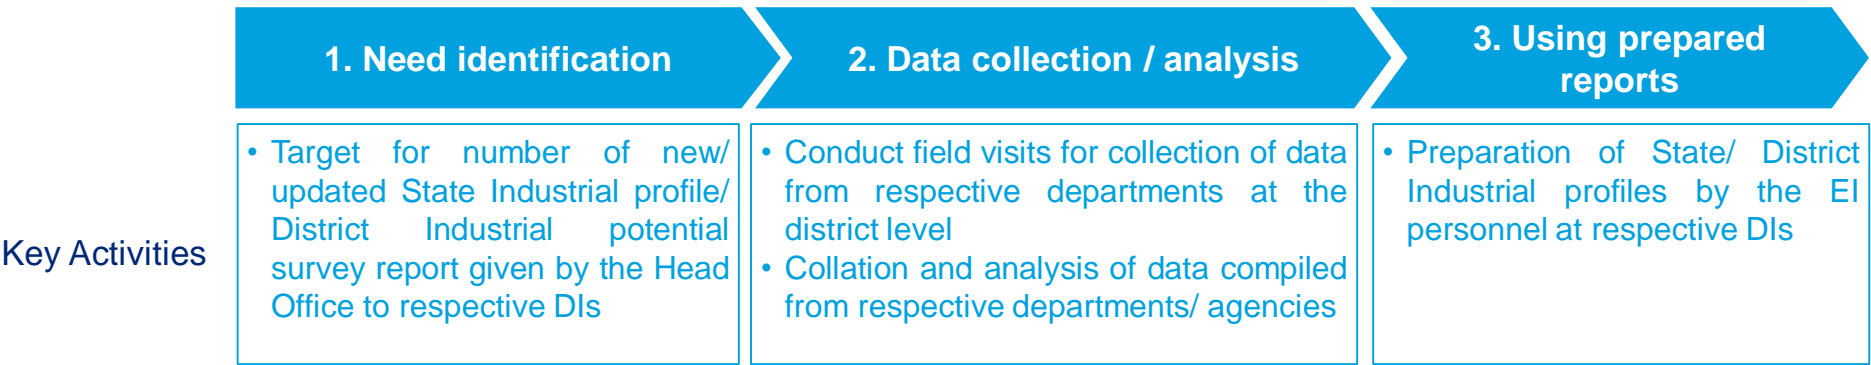 1. Need identification
2. Data collection / analysis
3. Using prepared
reports
Key Activities
• Target for number of new/
updated State Industrial profile/
District Industrial potential
survey report given by the Head
Office to respective DIs
• Conduct field visits for collection of data
from respective departments at the
district level
• Collation and analysis of data compiled
from respective departments/ agencies
• Preparation of State/ District
Industrial profiles by the EI
personnel at respective DIs